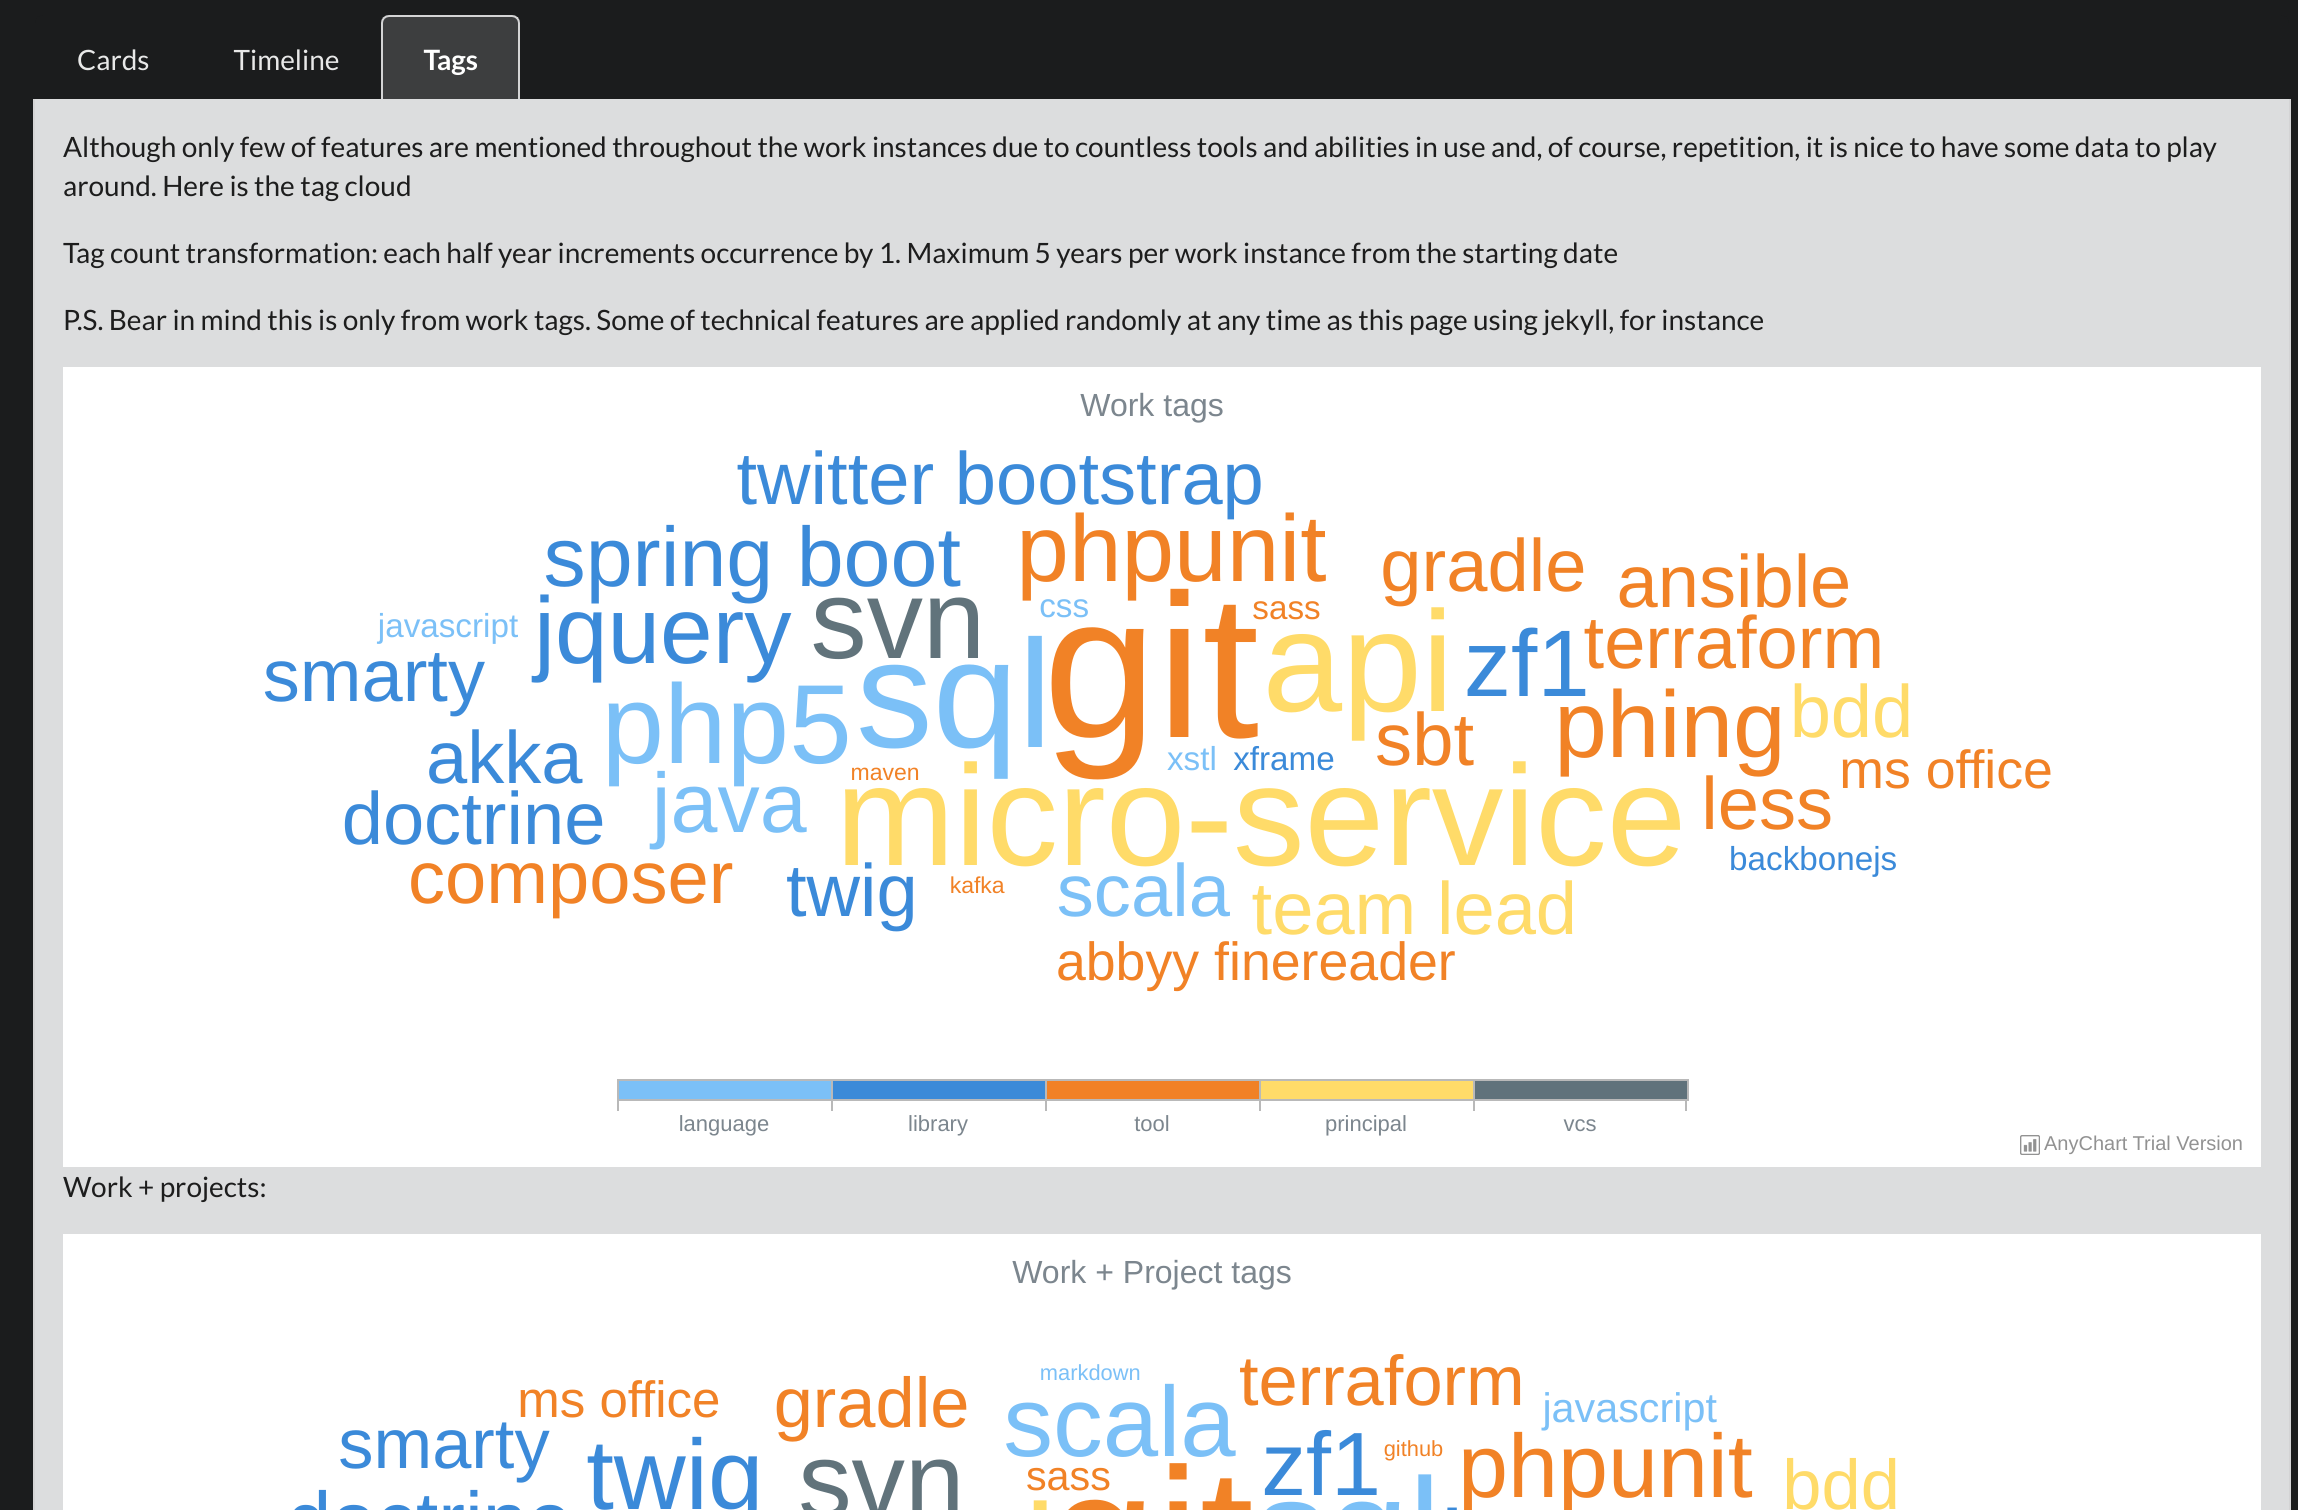 Cards Timeline Tags
Although only few of features are mentioned throughout the work instances due to countless tools and abilities in use and, of course, repetition, it is nice to have some data to play
around. Here is the tag cloud
Tag count transformation: each half year increments occurrence by 1. Maximum 5 years per work instance from the starting date
P.S. Bear in mind this is only from work tags. Some of technical features are applied randomly at any time as this page using jekyll, for instance
Work tags
twitter bootstrap
spring boot
phpunit
gradle
ansible
javascript
jquery
svn
css
sass
smarty
php5
sql
git
api
zf1
terraform
akka
maven
xstl
xframe
sbt
phing
bdd
ms office
doctrine
java
micro-service
less
composer
twig
kafka
scala
team lead
backbonejs
abbyy finereader
language library tool principal vcs
AnyChart Trial Version
Work + projects:
Work + Project tags
markdown
terraform
ms office
gradle
scala
javascript
smarty
twig
svn
sass
zf1
github
phpunit
bdd
doctrine
git
sql